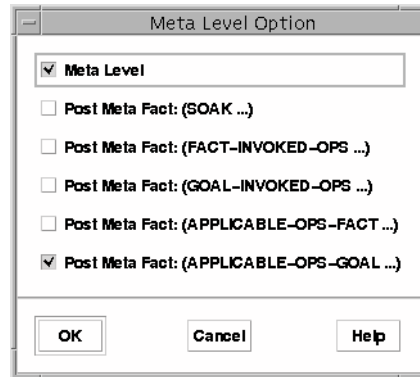 Meta Level Option
Meta Level
Post Meta Fact: (SOAK ...)
Post Meta Fact: (FACT-INVOKED-OPS ...)
Post Meta Fact: (GOAL-INVOKED-OPS ...)
Post Meta Fact: (APPLICABLE-OPS-FACT ...)
Post Meta Fact: (APPLICABLE-OPS-GOAL ...)
OK Cancel Help